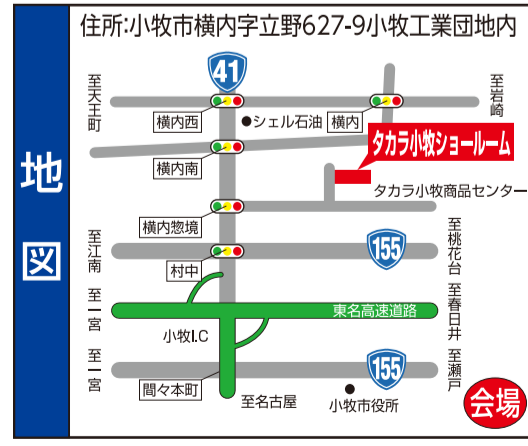 住所:小牧市横内字立野627-9小牧工業団地内
地図
41
至天王町
至岩崎
横内西
シェル石油
横内
タカラ小牧ショールーム
横内南
タカラ小牧商品センター
横内惣境
至江南
155
至桃花台
村中
至一宮
東名高速道路
至春日井
小牧I.C
至一宮
155
至瀬戸
間々本町
至名古屋
小牧市役所
会場